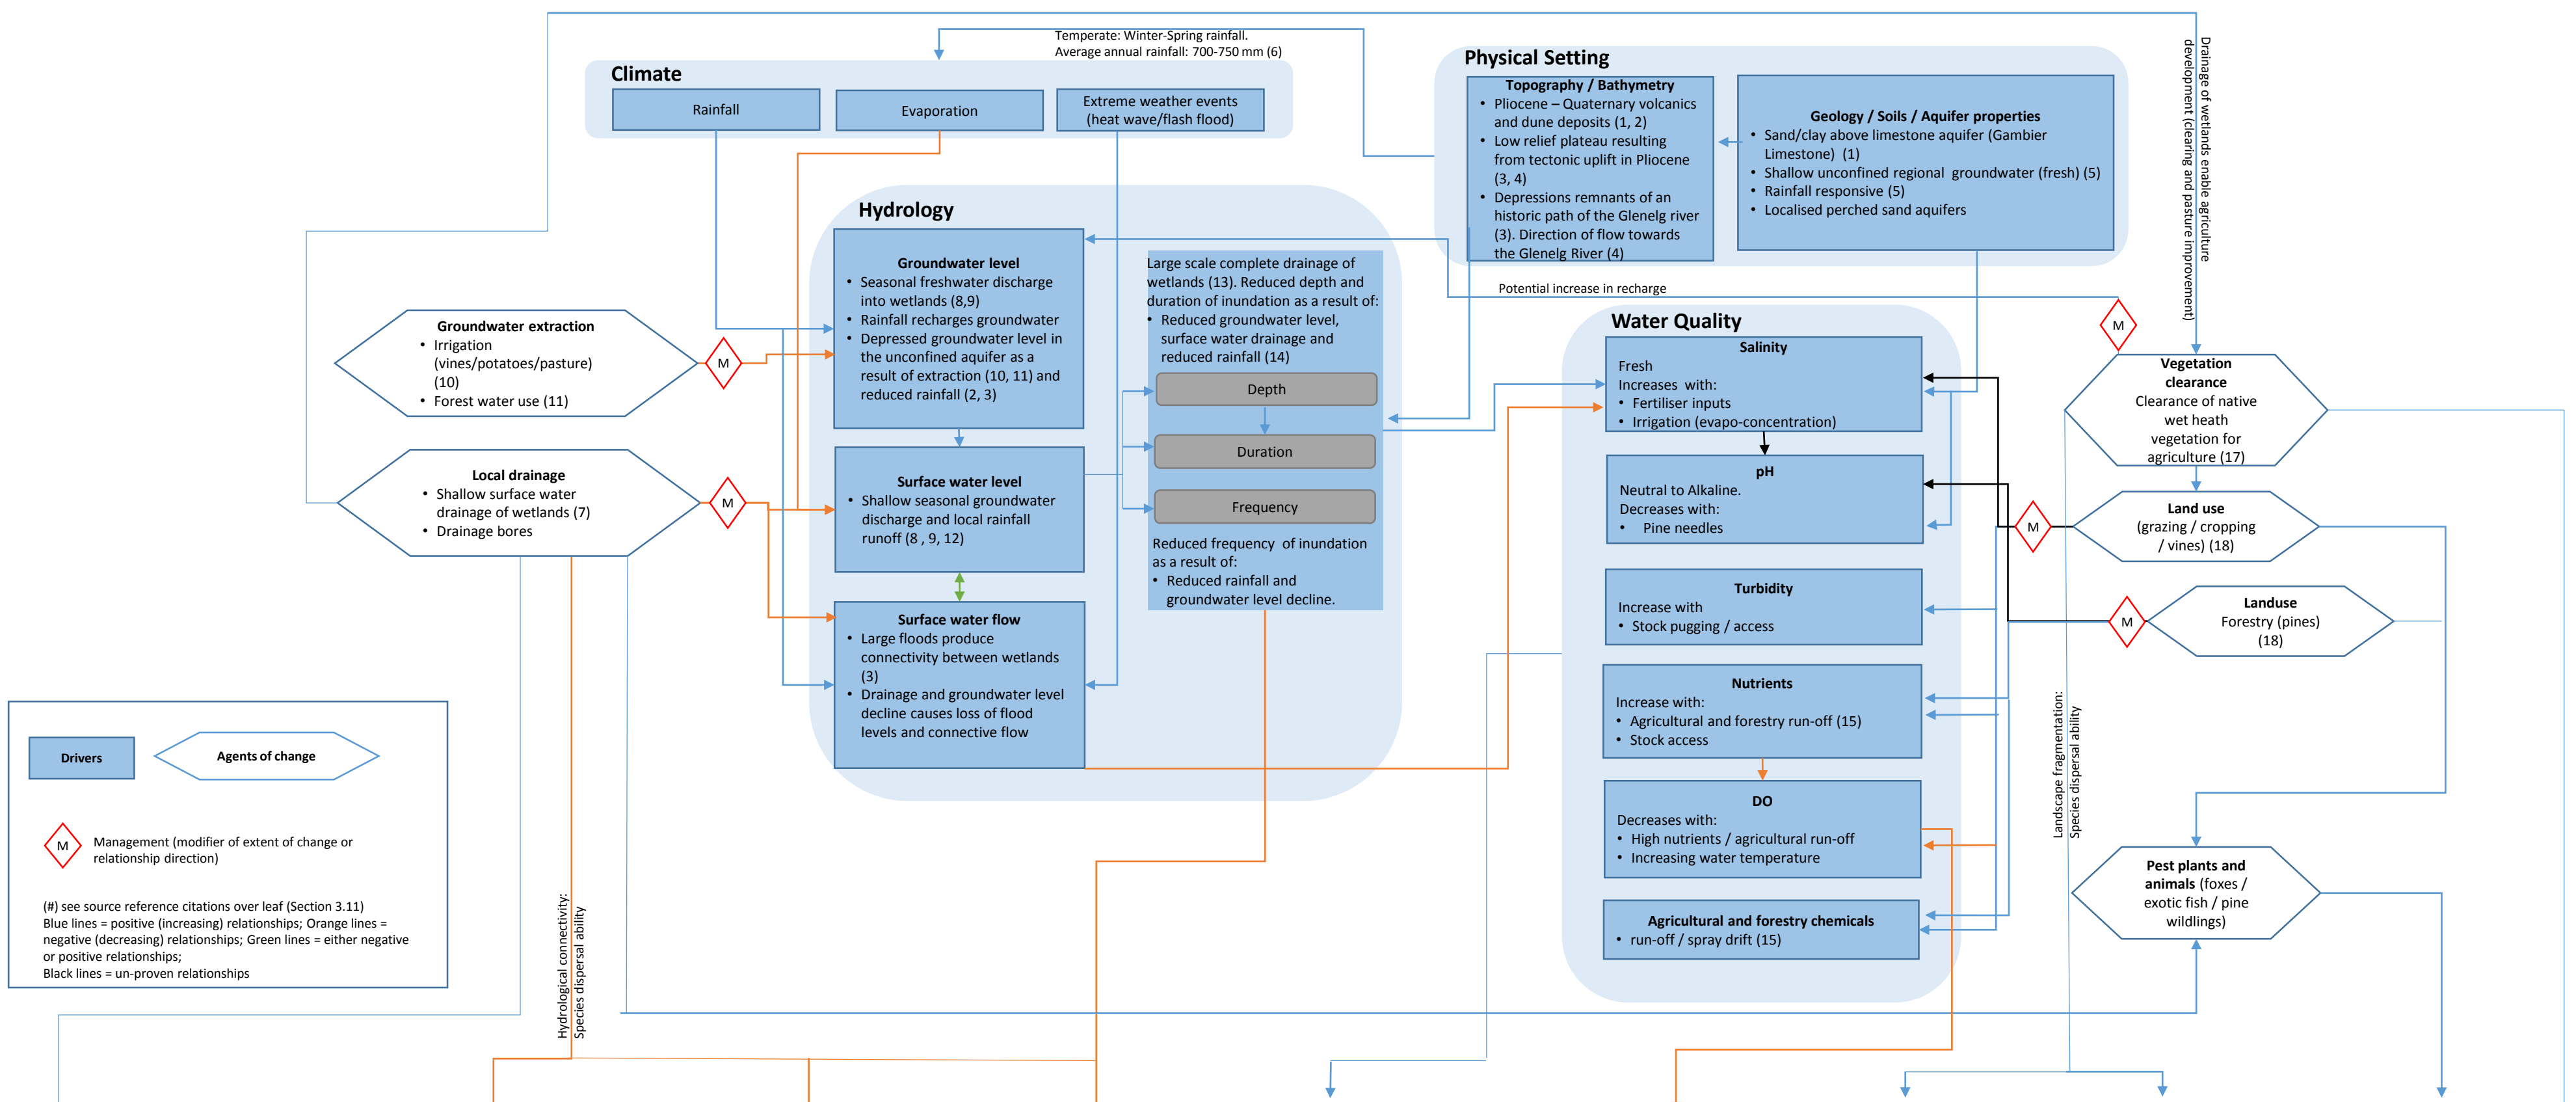 Temperate: Winter-Spring rainfall.
Average annual rainfall: 700-750 mm (6)
Climate
Rainfall
Evaporation
Extreme weather events
(heat wave/flash flood)
Physical Setting
Topography / Bathymetry
• Pliocene – Quaternary volcanics
and dune deposits (1, 2)
• Low relief plateau resulting
from tectonic uplift in Pliocene
(3, 4)
• Depressions remnants of an
historic path of the Glenelg river
(3). Direction of flow towards
the Glenelg River (4)
Geology / Soils / Aquifer properties
• Sand/clay above limestone aquifer (Gambier
Limestone) (1)
• Shallow unconfined regional groundwater (fresh) (5)
• Rainfall responsive (5)
• Localised perched sand aquifers
Drainage of wetlands enable agriculture
development (clearing and pasture improvement)
Hydrology
Groundwater level
• Seasonal freshwater discharge
into wetlands (8,9)
• Rainfall recharges groundwater
• Depressed groundwater level in
the unconfined aquifer as a
result of extraction (10, 11) and
reduced rainfall (2, 3)
Surface water level
• Shallow seasonal groundwater
discharge and local rainfall
runoff (8 , 9, 12)
Surface water flow
• Large floods produce
connectivity between wetlands
(3)
• Drainage and groundwater level
decline causes loss of flood
levels and connective flow
Large scale complete drainage of
wetlands (13). Reduced depth and
duration of inundation as a result of:
• Reduced groundwater level,
surface water drainage and
reduced rainfall (14)
Depth
Duration
Frequency
Reduced frequency of inundation
as a result of:
• Reduced rainfall and
groundwater level decline.
Potential increase in recharge
Groundwater extraction
• Irrigation
(vines/potatoes/pasture)
(10)
• Forest water use (11)
M
Local drainage
• Shallow surface water
drainage of wetlands (7)
• Drainage bores
M
Water Quality
Salinity
Fresh
Increases with:
• Fertiliser inputs
• Irrigation (evapo-concentration)
pH
Neutral to Alkaline.
Decreases with:
• Pine needles
Turbidity
Increase with
• Stock pugging / access
Nutrients
Increase with:
• Agricultural and forestry run-off (15)
• Stock access
DO
Decreases with:
• High nutrients / agricultural run-off
• Increasing water temperature
Agricultural and forestry chemicals
• run-off / spray drift (15)
M
Vegetation
clearance
Clearance of native
wet heath
vegetation for
agriculture (17)
M
Land use
(grazing / cropping
/ vines) (18)
M
Landuse
Forestry (pines)
(18)
Landscape fragmentation:
Species dispersal ability
Pest plants and
animals (foxes /
exotic fish / pine
wildlings)
Hydrological connectivity:
Species dispersal ability
Drivers
Agents of change
M
Management (modifier of extent of change or
relationship direction)
(#) see source reference citations over leaf (Section 3.11)
Blue lines = positive (increasing) relationships; Orange lines =
negative (decreasing) relationships; Green lines = either negative
or positive relationships;
Black lines = un-proven relationships